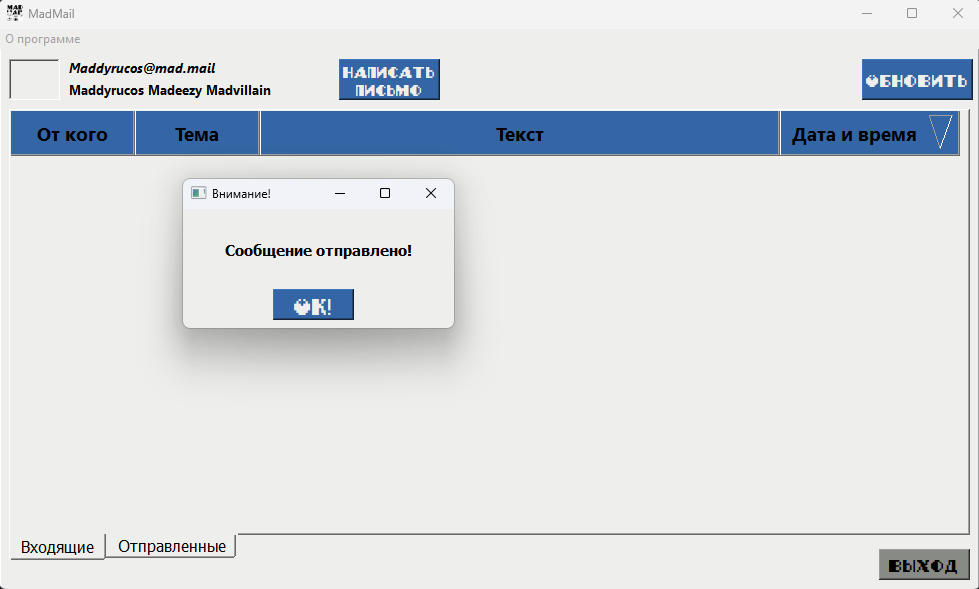 MadMail
О программе
Maddyrucos@mad.mail
Maddyrucos Madeezy Madvillain
НАПИСАТЬ
ПИСЬМО
ОБНОВИТЬ
От кого
Тема
Текст
Дата и время
Внимание!
Сообщение отправлено!
ОК!
Входящие
Отправленные
ВЫХОД